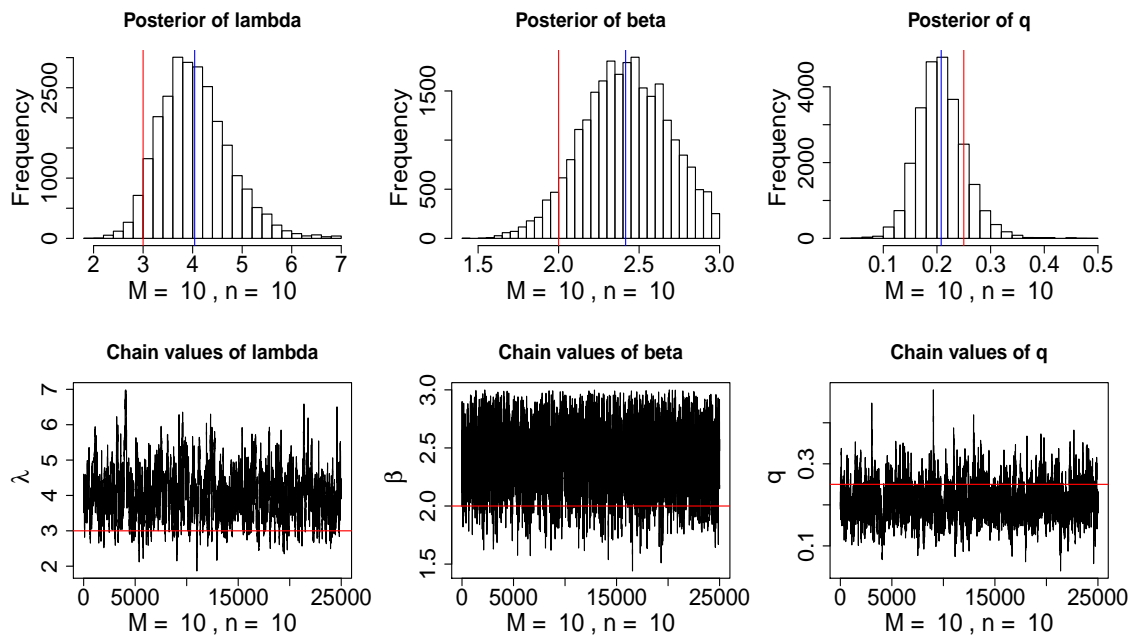 Posterior of lambda
Posterior of beta
Posterior of q
Frequency
0 1000 2500
2 3 4 5 6 7
M = 10 , n = 10
Frequency
0 500 1500
1.5 2.0 2.5 3.0
M = 10 , n = 10
Frequency
0 2000 4000
0.1 0.2 0.3 0.4 0.5
M = 10 , n = 10
Chain values of lambda
Chain values of beta
Chain values of q
λ
2 3 4 5 6 7
0 5000 15000 25000
M = 10 , n = 10
β
1.5 2.0 2.5 3.0
0 5000 15000 25000
M = 10 , n = 10
q
0.1 0.3
0 5000 15000 25000
M = 10 , n = 10